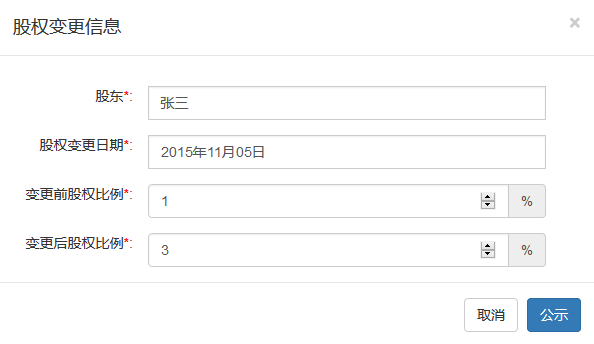 股权变更信息 ×
股东*: 张三
股权变更日期*: 2015年11月05日
变更前股权比例*: 1 %
变更后股权比例*: 3 %
取消 公示